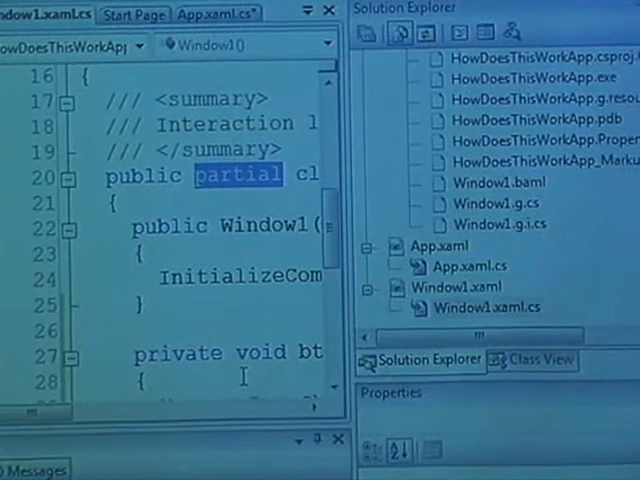 ndow1.xaml.cs Start Page App.xaml.cs*
owDoesThisWorkApp Window1()
16 {
17 /// <summary>
18 /// Interaction l
19 /// </summary>
20 public partial cl
21 {
22 public Window1(
23 {
24 InitializeCom
25 }
26
27 private void bt
28 {
Messages
Solution Explorer
HowDoesThisWorkApp.csproj.
HowDoesThisWorkApp.exe
HowDoesThisWorkApp.g.resou
HowDoesThisWorkApp.pdb
HowDoesThisWorkApp.Proper
HowDoesThisWorkApp_Marku
Window1.baml
Window1.g.cs
Window1.g.i.cs
App.xaml
App.xaml.cs
Window1.xaml
Window1.xaml.cs
Solution Explorer Class View
Properties